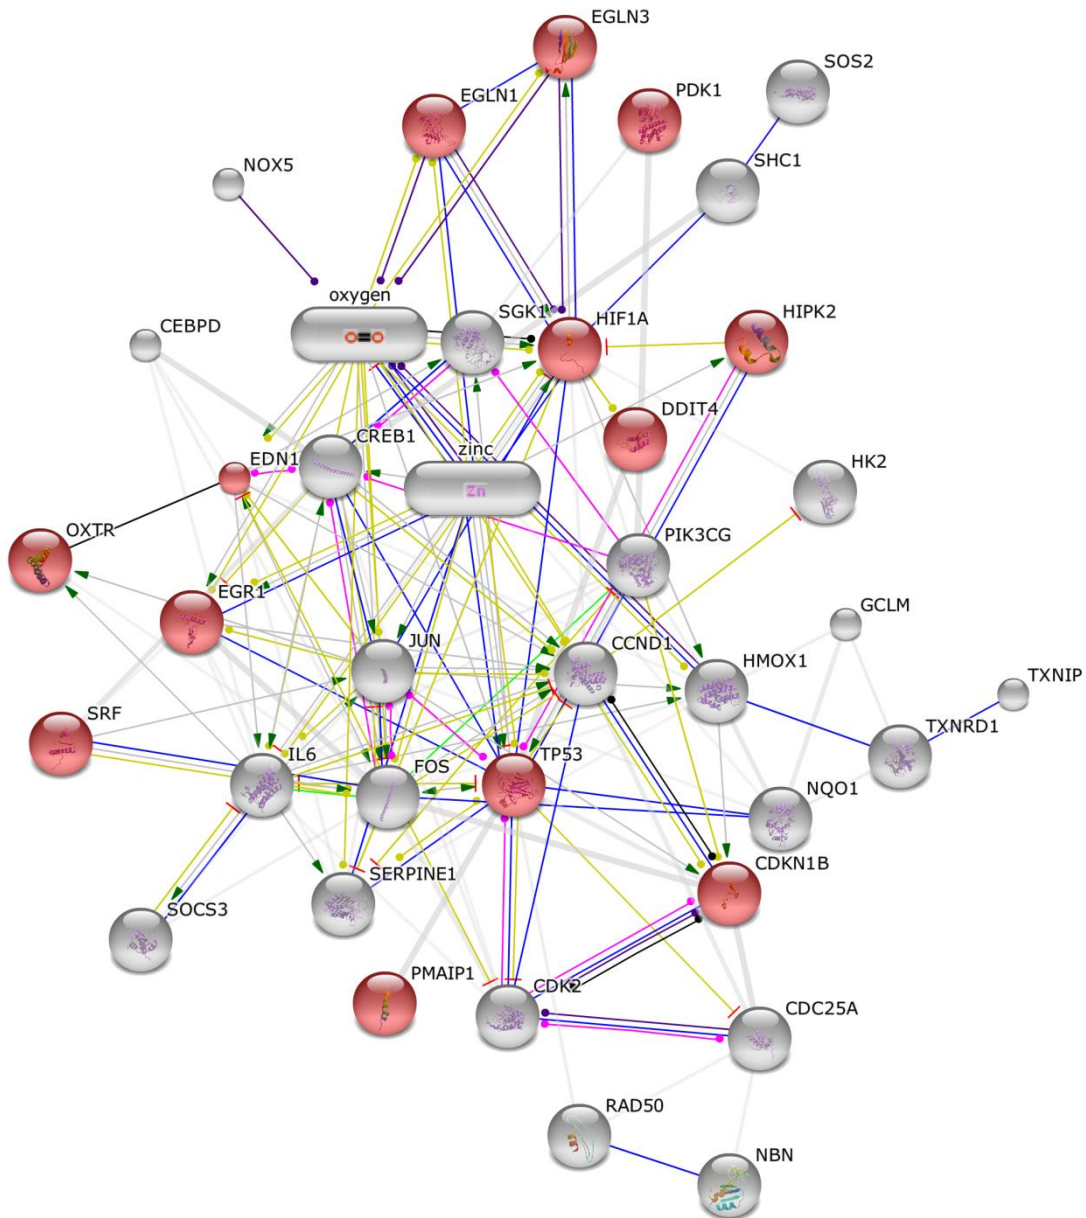 EGLN3
SOS2
EGLN1
PDK1
SHC1
NOX5
oxygen
SGK1
HIF1A
HIPK2
CEBPD
DDIT4
CREB1
zinc
EDN1
HK2
Zn
OXTR
PIK3CG
EGR1
GCLM
JUN
CCND1
HMOX1
TXNIP
SRF
TXNRD1
IL6
FOS
TP53
NQO1
CDKN1B
SERPINE1
SOCS3
PMAIP1
CDK2
CDC25A
RAD50
NBN